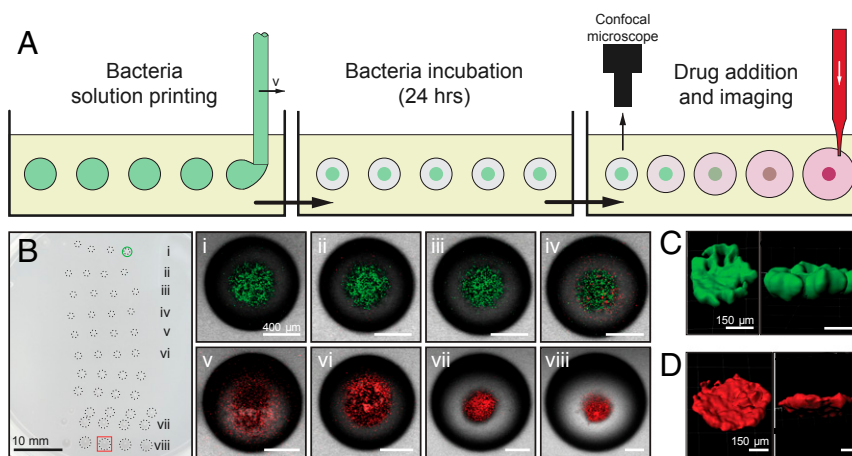 A
Bacteria
solution printing
v
Bacteria incubation
(24 hrs)
Confocal
microscope
Drug addition
and imaging
B
i
ii
iii
iv
v
vi
vii
viii
10 mm
i
400 µm
ii
iii
iv
v
vi
vii
viii
C
150 µm
D
150 µm